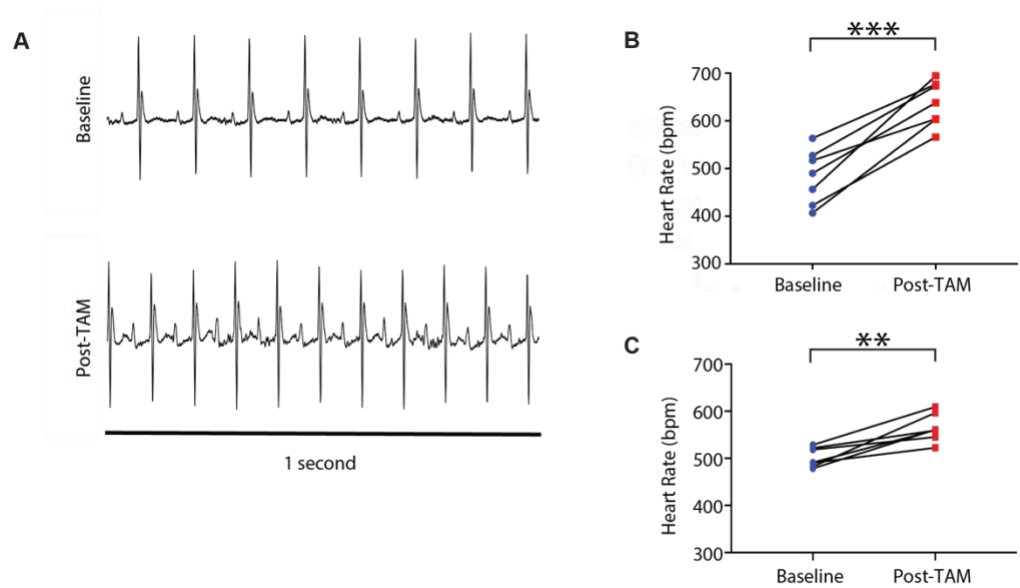 A
Baseline
Post-TAM
1 second
B
***
Heart Rate (bpm)
700
600
500
400
300
Baseline Post-TAM
C
**
Heart Rate (bpm)
700
600
500
400
300
Baseline Post-TAM